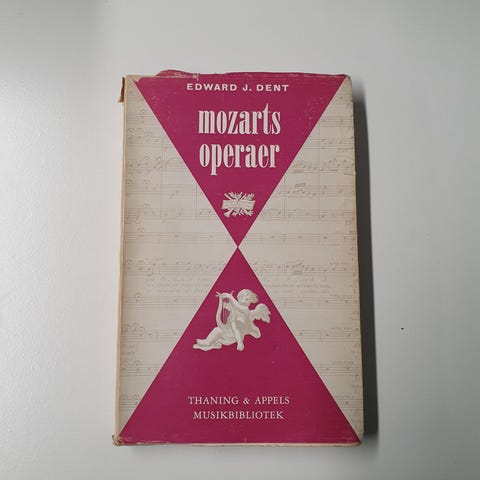 EDWARD J. DENT
mozarts
operaer
THANING & APPELS
MUSIKBIBLIOTEK